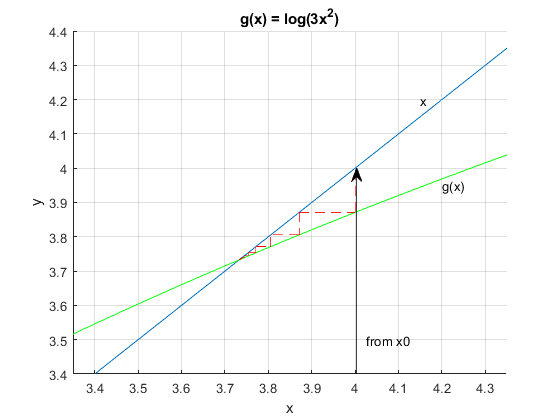 g(x) = log(3x²)
4.4
4.3
4.2
4.1
4
3.9
3.8
3.7
3.6
3.5
3.4
y
x
g(x)
from x0
3.4 3.5 3.6 3.7 3.8 3.9 4 4.1 4.2 4.3
x